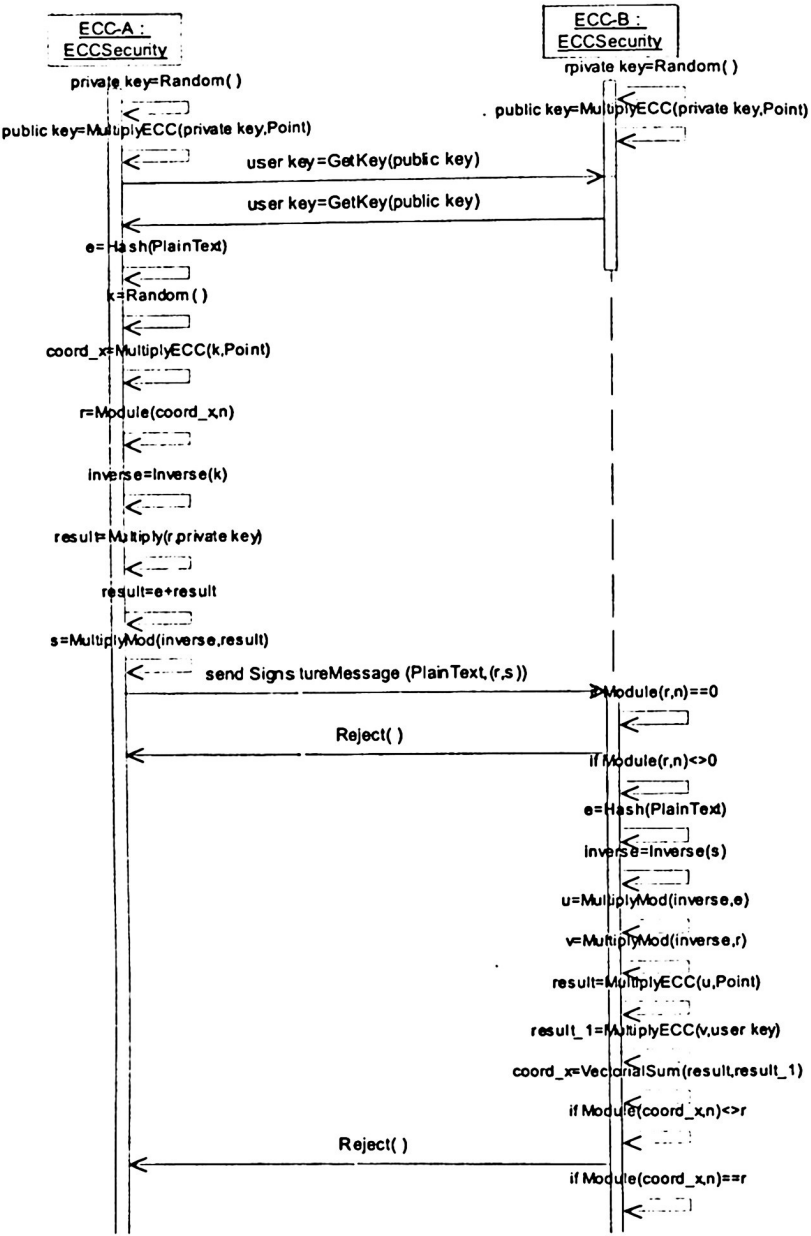 ECC-A :
ECCSecurity
ECC-B :
ECCSecurity
private key=Random( )
rpivate key=Random( )
public key=MultiplyECC(private key,Point)
public key=MultiplyECC(private key,Point)
user key=GetKey(public key)
user key=GetKey(public key)
e=Hash(PlainText)
k=Random( )
coord_x=MultiplyECC(k,Point)
r=Module(coord_x,n)
inverse=Inverse(k)
result=Multiply(r,private key)
result=e+result
s=MultiplyMod(inverse,result)
send Signs tureMessage (PlainText,(r,s))
Module(r,n)==0
Reject( )
if Module(r,n)<>0
e=Hash(PlainText)
inverse=Inverse(s)
u=MultiplyMod(inverse,e)
v=MultiplyMod(inverse,r)
result=MultiplyECC(u,Point)
result_1=MultiplyECC(v,user key)
coord_x=VectorialSum(result,result_1)
if Module(coord_x,n)<>r
Reject( )
if Module(coord_x,n)==r